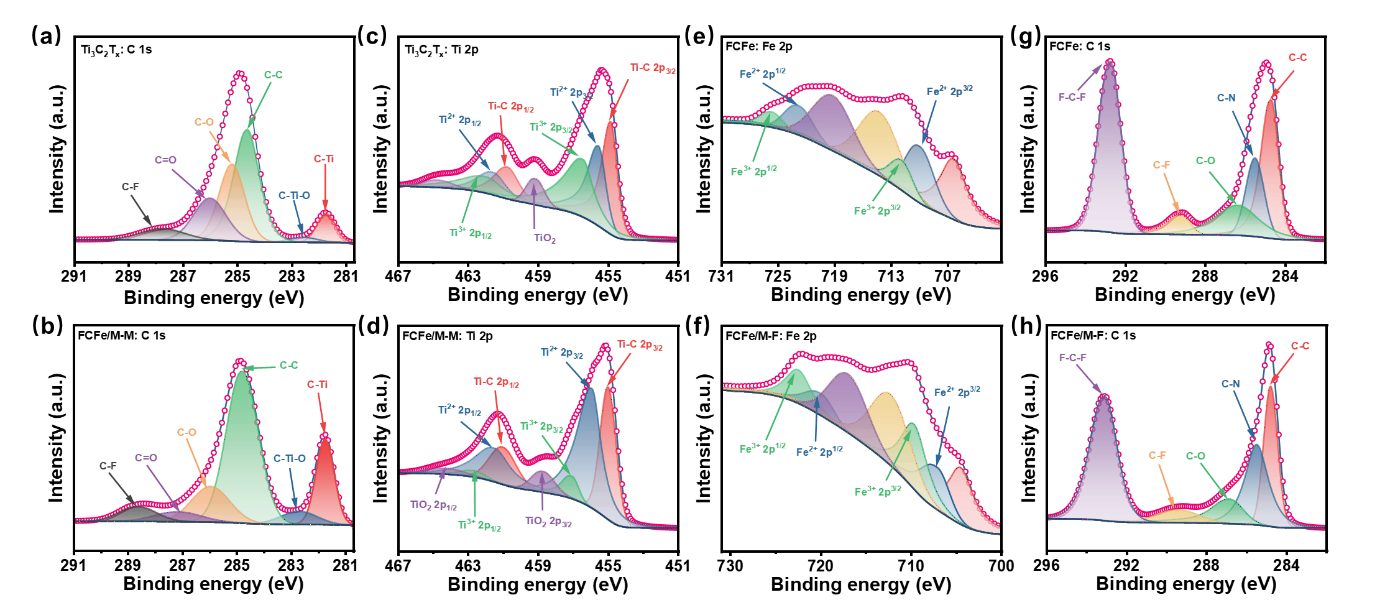 (a)
Ti₃C₂Tₓ: C 1s
C-C
C-O
C=O
C-F
C-Ti-O
C-Ti
Intensity (a.u.)
291 289 287 285 283 281
Binding energy (eV)
(c)
Ti₃C₂Tₓ: Ti 2p
Ti-C 2p₃/₂
Ti²⁺ 2p₃/₂
Ti-C 2p₁/₂
Ti²⁺ 2p₁/₂
Ti³⁺ 2p₃/₂
Ti³⁺ 2p₁/₂
TiO₂
Intensity (a.u.)
467 463 459 455 451
Binding energy (eV)
(e)
FCFe: Fe 2p
Fe²⁺ 2p¹/²
Fe²⁺ 2p³/²
Fe³⁺ 2p¹/²
Fe³⁺ 2p³/²
Intensity (a.u.)
731 725 719 713 707
Binding energy (eV)
(g)
FCFe: C 1s
F-C-F
C-C
C-N
C-F
C-O
Intensity (a.u.)
296 292 288 284
Binding energy (eV)
(b)
FCFe/M-M: C 1s
C-C
C-Ti
C-O
C=O
C-F
C-Ti-O
Intensity (a.u.)
291 289 287 285 283 281
Binding energy (eV)
(d)
FCFe/M-M: Ti 2p
Ti²⁺ 2p₃/₂
Ti-C 2p₃/₂
Ti-C 2p₁/₂
Ti²⁺ 2p₁/₂
Ti³⁺ 2p₃/₂
TiO₂ 2p₁/₂
Ti³⁺ 2p₁/₂
TiO₂ 2p₃/₂
Intensity (a.u.)
467 463 459 455 451
Binding energy (eV)
(f)
FCFe/M-F: Fe 2p
Fe²⁺ 2p³/²
Fe³⁺ 2p¹/²
Fe²⁺ 2p¹/²
Fe³⁺ 2p³/²
Intensity (a.u.)
730 720 710 700
Binding energy (eV)
(h)
FCFe/M-F: C 1s
F-C-F
C-C
C-N
C-F
C-O
Intensity (a.u.)
296 292 288 284
Binding energy (eV)